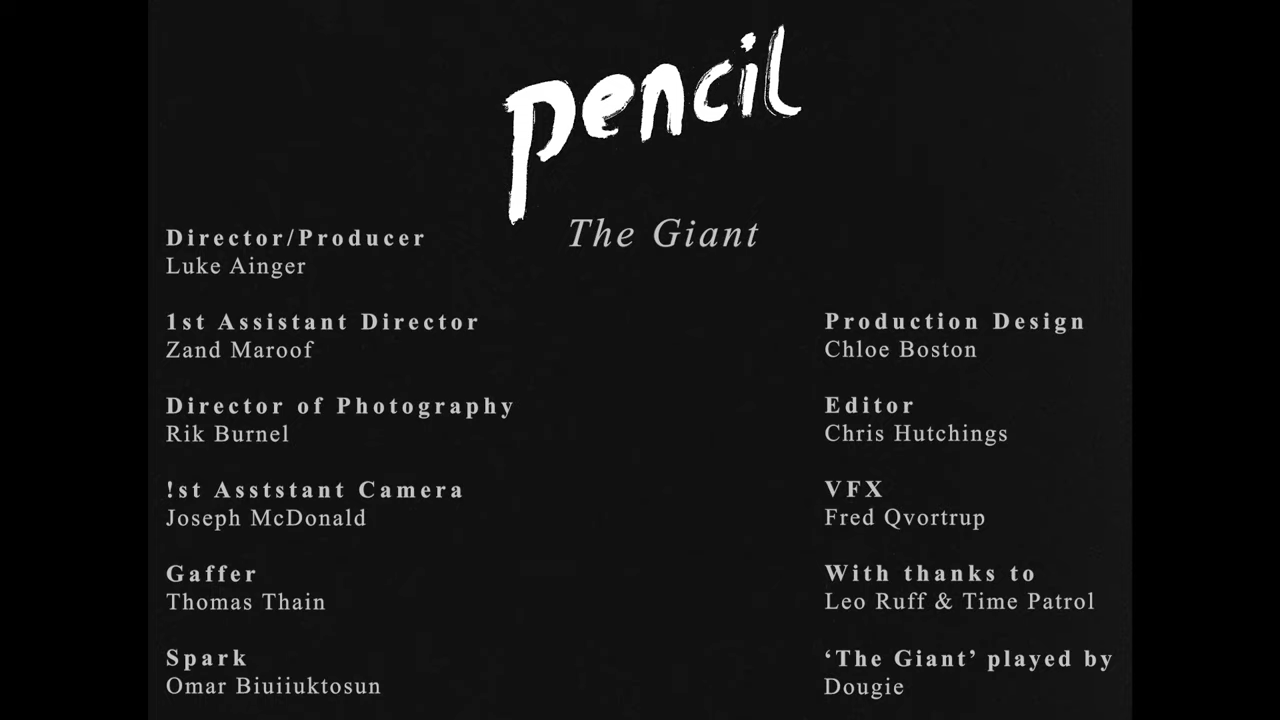 pencil
The Giant
Director/Producer
Luke Ainger
1st Assistant Director
Zand Maroof
Director of Photography
Rik Burnel
!st Asststant Camera
Joseph McDonald
Gaffer
Thomas Thain
Spark
Omar Biuiiuktosun
Production Design
Chloe Boston
Editor
Chris Hutchings
VFX
Fred Qvortrup
With thanks to
Leo Ruff & Time Patrol
‘The Giant’ played by
Dougie